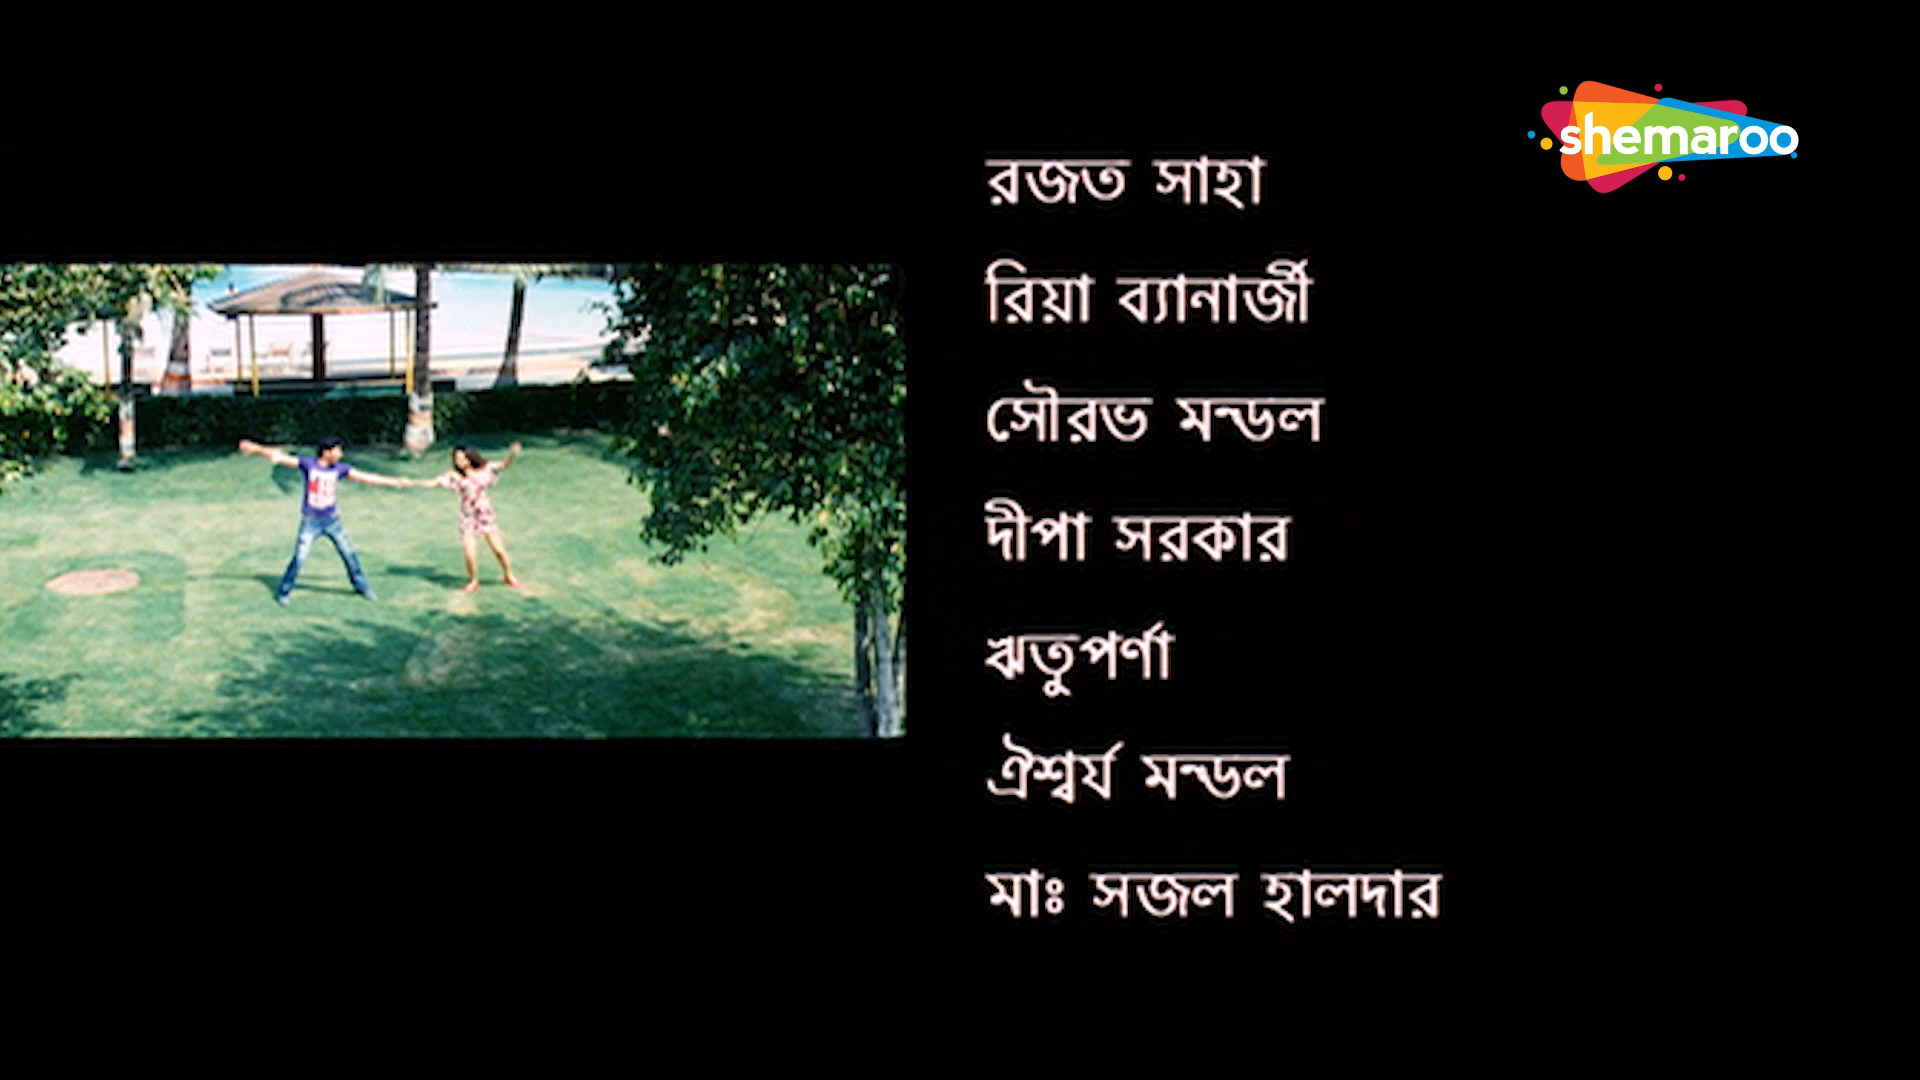 shemaroo
রজত সাহা
রিয়া ব্যানার্জী
সৌরভ মন্ডল
দীপা সরকার
ঋতুপর্ণা
ঐশ্বর্য মন্ডল
মাঃ সজল হালদার